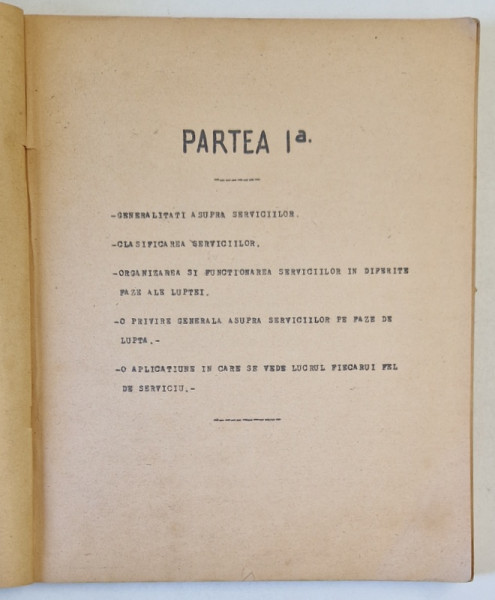 PARTEA Iª.
-GENERALITATI ASUPRA SERVICIILOR.
-CLASIFICAREA SERVICIILOR.
-ORGANIZAREA SI FUNCTIONAREA SERVICIILOR IN DIFERITE
FAZE ALE LUPTEI.
-O PRIVIRE GENERALA ASUPRA SERVICIILOR PE FAZE DE
LUPTA.-
-O APLICATIUNE IN CARE SE VEDE LUCRUL FIECARUI FEL
DE SERVICIU.-